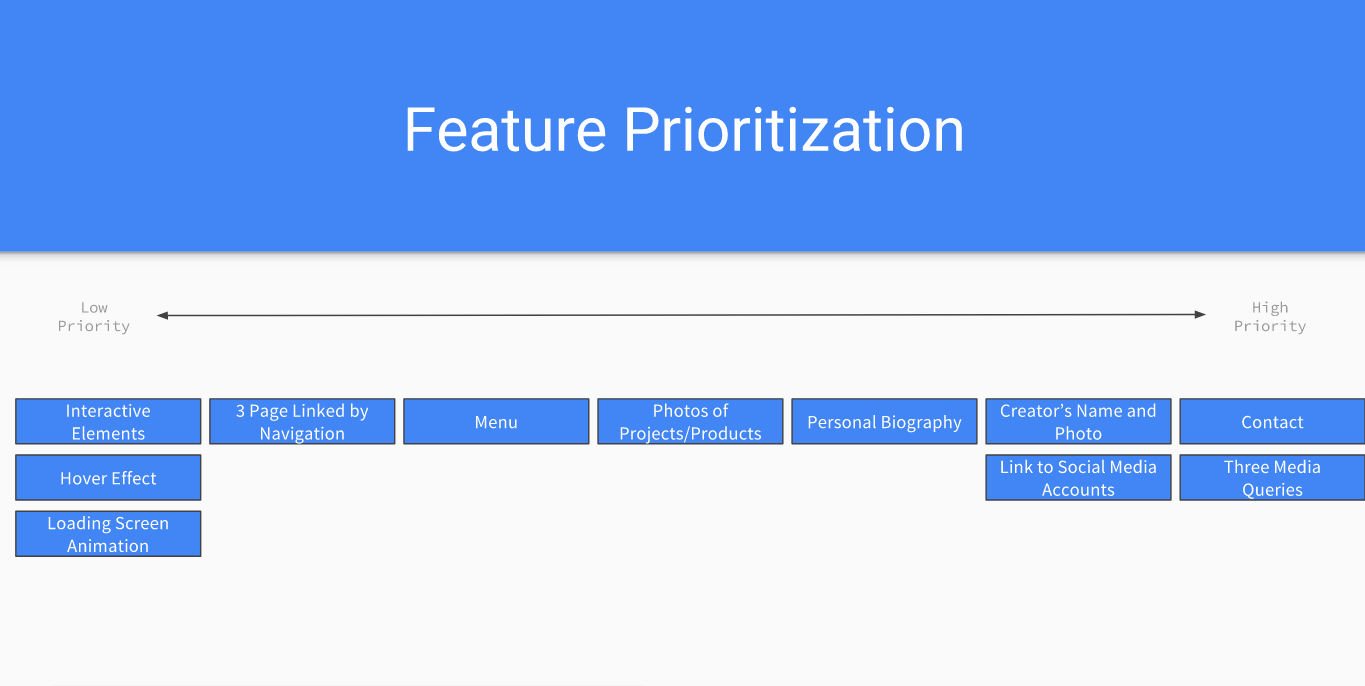 Feature Prioritization
Low
Priority
High
Priority
Interactive
Elements
3 Page Linked by
Navigation
Menu
Photos of
Projects/Products
Personal Biography
Creator’s Name and
Photo
Contact
Hover Effect
Link to Social Media
Accounts
Three Media
Queries
Loading Screen
Animation